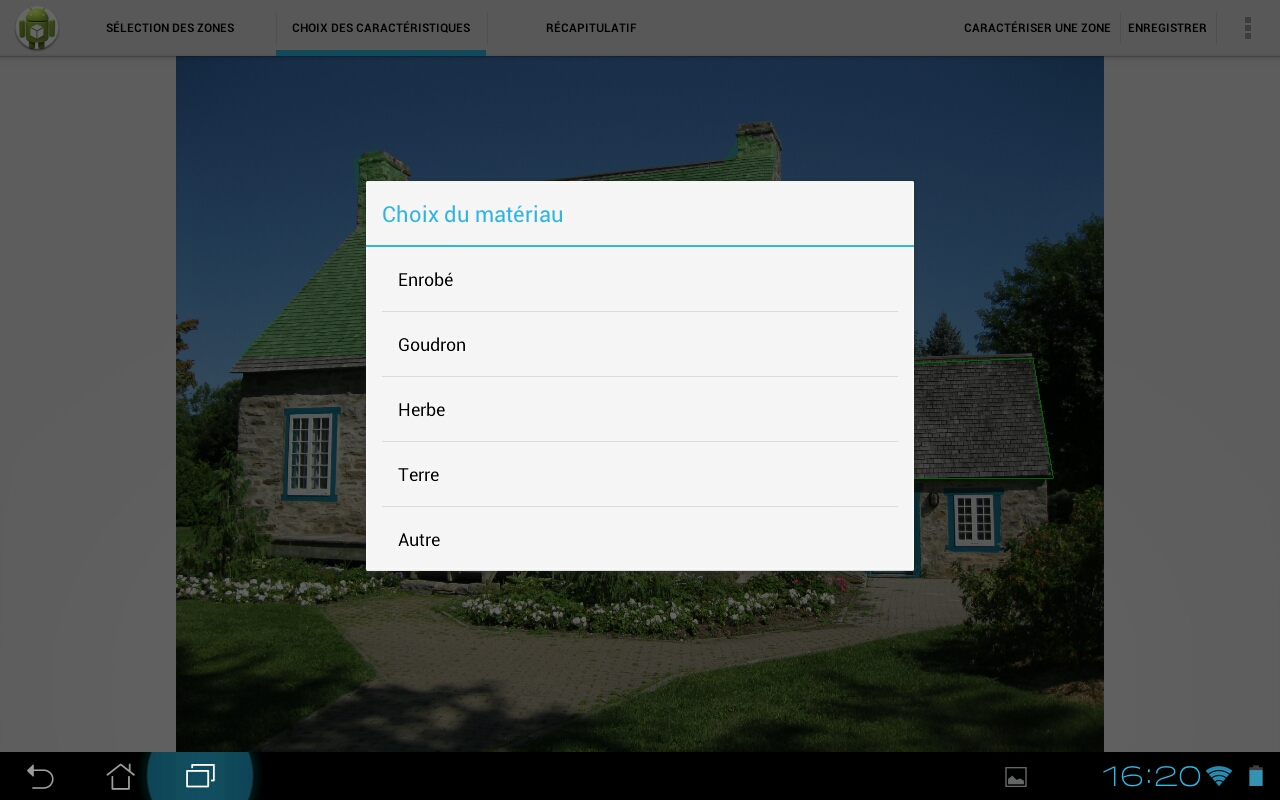 SÉLECTION DES ZONES
CHOIX DES CARACTÉRISTIQUES
RÉCAPITULATIF
CARACTÉRISER UNE ZONE
ENREGISTRER
Choix du matériau
Enrobé
Goudron
Herbe
Terre
Autre
16:20